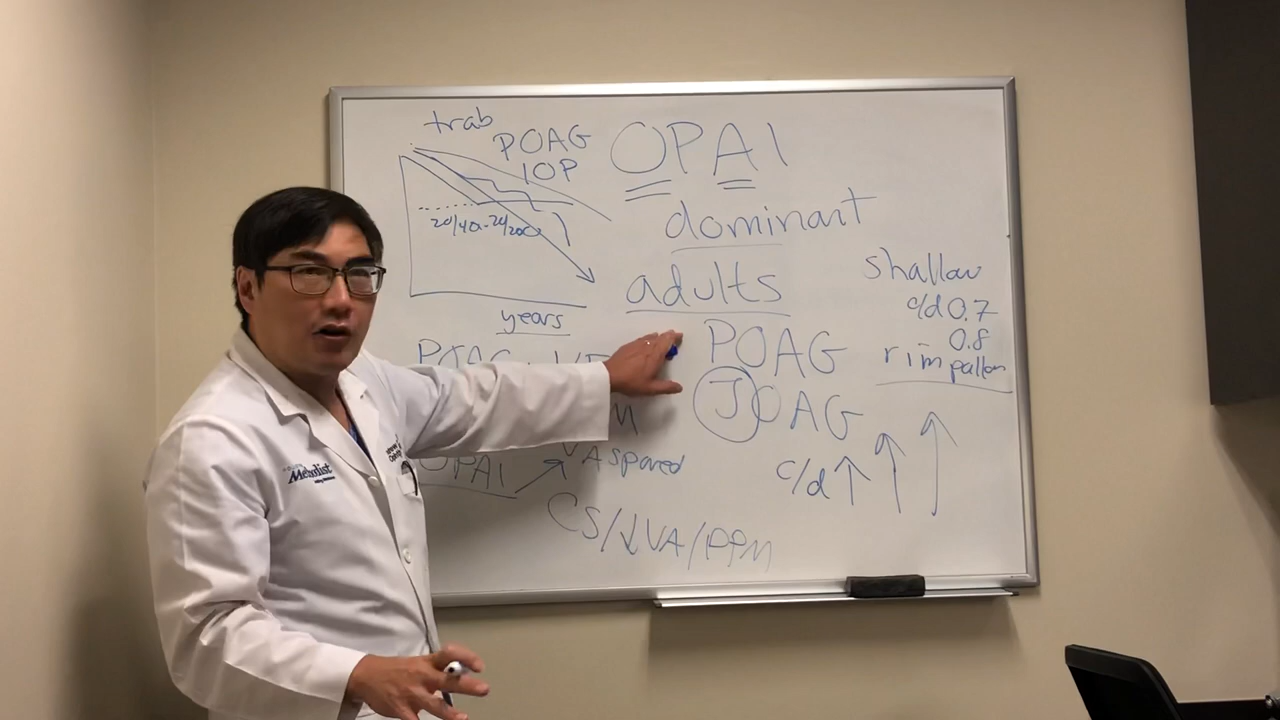 trab
POAG
IOP
20/40-20/200
years
OPA1
dominant
adults
POAG
JOAG
shallow
c/d 0.7
0.8
rim pallor
c/d ↑ ↑ ↑
POAG VF
M
OPA1 → VA spared
CS/↓VA/PPM
Methodist